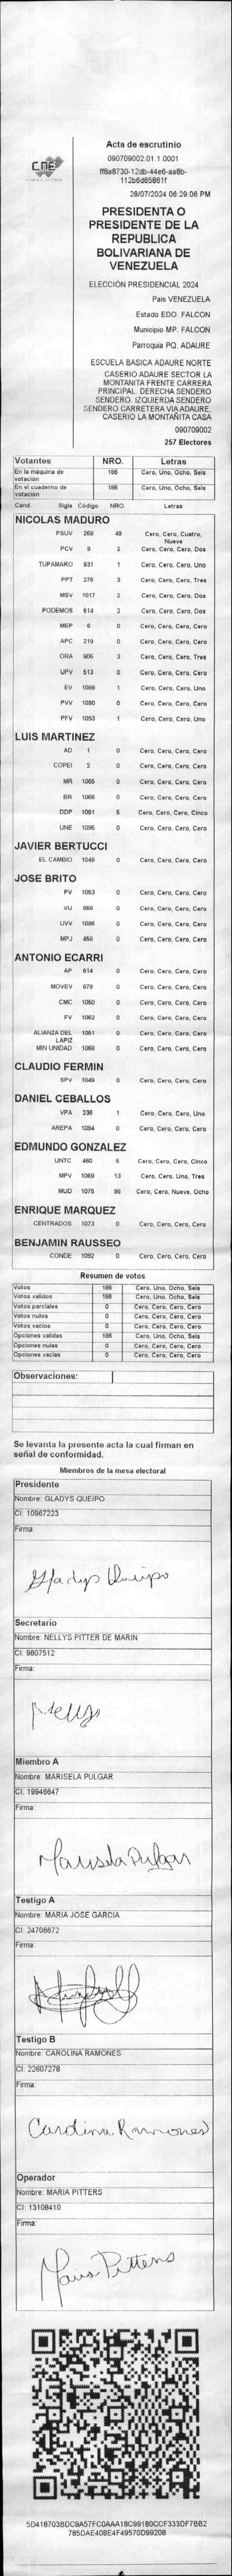 CNE
Acta de escrutinio
090709002.01.1.0001
ff8a8730-12db-44e6-aa8b-
112b6d65861f
28/07/2024 06:29:06 PM
PRESIDENTA O
PRESIDENTE DE LA
REPUBLICA
BOLIVARIANA DE
VENEZUELA
ELECCIÓN PRESIDENCIAL 2024
País VENEZUELA
Estado EDO. FALCON
Municipio MP. FALCON
Parroquia PQ. ADAURE
ESCUELA BASICA ADAURE NORTE
CASERIO ADAURE SECTOR LA
MONTAÑITA FRENTE CARRERA
PRINCIPAL. DERECHA SENDERO
SENDERO. IZQUIERDA SENDERO
SENDERO CARRETERA VIA ADAURE.
CASERIO LA MONTAÑITA CASA
090709002
257 Electores
Votantes NRO. Letras
En la máquina de votación 186 Cero, Uno, Ocho, Seis
En el cuaderno de votación 186 Cero, Uno, Ocho, Seis
Cand. Sigla Código NRO. Letras
NICOLAS MADURO
PSUV 269 49 Cero, Cero, Cuatro, Nueve
PCV 9 2 Cero, Cero, Cero, Dos
TUPAMARO 931 1 Cero, Cero, Cero, Uno
PPT 276 3 Cero, Cero, Cero, Tres
MSV 1017 2 Cero, Cero, Cero, Dos
PODEMOS 514 2 Cero, Cero, Cero, Dos
MEP 6 0 Cero, Cero, Cero, Cero
APC 219 0 Cero, Cero, Cero, Cero
ORA 906 3 Cero, Cero, Cero, Tres
UPV 513 0 Cero, Cero, Cero, Cero
EV 1089 1 Cero, Cero, Cero, Uno
PVV 1090 0 Cero, Cero, Cero, Cero
PFV 1093 1 Cero, Cero, Cero, Uno
LUIS MARTINEZ
AD 1 0 Cero, Cero, Cero, Cero
COPEI 2 0 Cero, Cero, Cero, Cero
MR 1065 0 Cero, Cero, Cero, Cero
BR 1066 0 Cero, Cero, Cero, Cero
DDP 1091 5 Cero, Cero, Cero, Cinco
UNE 1095 0 Cero, Cero, Cero, Cero
JAVIER BERTUCCI
EL CAMBIO 1048 0 Cero, Cero, Cero, Cero
JOSE BRITO
PV 1053 0 Cero, Cero, Cero, Cero
VU 0 Cero, Cero, Cero, Cero
UVV 1096 0 Cero, Cero, Cero, Cero
MPJ 458 0 Cero, Cero, Cero, Cero
ANTONIO ECARRI
AP 614 0 Cero, Cero, Cero, Cero
MOVEV 978 0 Cero, Cero, Cero, Cero
CMC 1050 0 Cero, Cero, Cero, Cero
FV 1062 0 Cero, Cero, Cero, Cero
ALIANZA DEL LAPIZ 1051 0 Cero, Cero, Cero, Cero
MIN UNIDAD 1068 0 Cero, Cero, Cero, Cero
CLAUDIO FERMIN
SPV 1049 0 Cero, Cero, Cero, Cero
DANIEL CEBALLOS
VPA 236 1 Cero, Cero, Cero, Uno
AREPA 1094 0 Cero, Cero, Cero, Cero
EDMUNDO GONZALEZ
UNTC 460 5 Cero, Cero, Cero, Cinco
MPV 1069 13 Cero, Cero, Uno, Tres
MUD 1075 98 Cero, Cero, Nueve, Ocho
ENRIQUE MARQUEZ
CENTRADOS 1073 0 Cero, Cero, Cero, Cero
BENJAMIN RAUSSEO
CONDE 1092 0 Cero, Cero, Cero, Cero
Resumen de votos
Votos 186 Cero, Uno, Ocho, Seis
Votos validos 186 Cero, Uno, Ocho, Seis
Votos parciales 0 Cero, Cero, Cero, Cero
Votos nulos 0 Cero, Cero, Cero, Cero
Votos vacios 0 Cero, Cero, Cero, Cero
Opciones validas 186 Cero, Uno, Ocho, Seis
Opciones nulas 0 Cero, Cero, Cero, Cero
Opciones vacias 0 Cero, Cero, Cero, Cero
Observaciones:
Se levanta la presente acta la cual firman en
señal de conformidad.
Miembros de la mesa electoral
Presidente
Nombre: GLADYS QUEIPO
CI: 10967223
Firma:
Gladys Queipo
Secretario
Nombre: NELLYS PITTER DE MARIN
CI: 9807512
Firma:
Nellys
Miembro A
Nombre: MARISELA PULGAR
CI: 19946647
Firma:
Marisela Pulgar
Testigo A
Nombre: MARIA JOSE GARCIA
CI: 24706672
Firma:
Testigo B
Nombre: CAROLINA RAMONES
CI: 22607278
Firma:
Carolina Ramones
Operador
Nombre: MARIA PITTERS
CI: 13108410
Firma:
Maria Pitters
5D418703BDC9A57FC0AAA18C99180CCF333DF7BB2
785DAE408E4F49570D99208